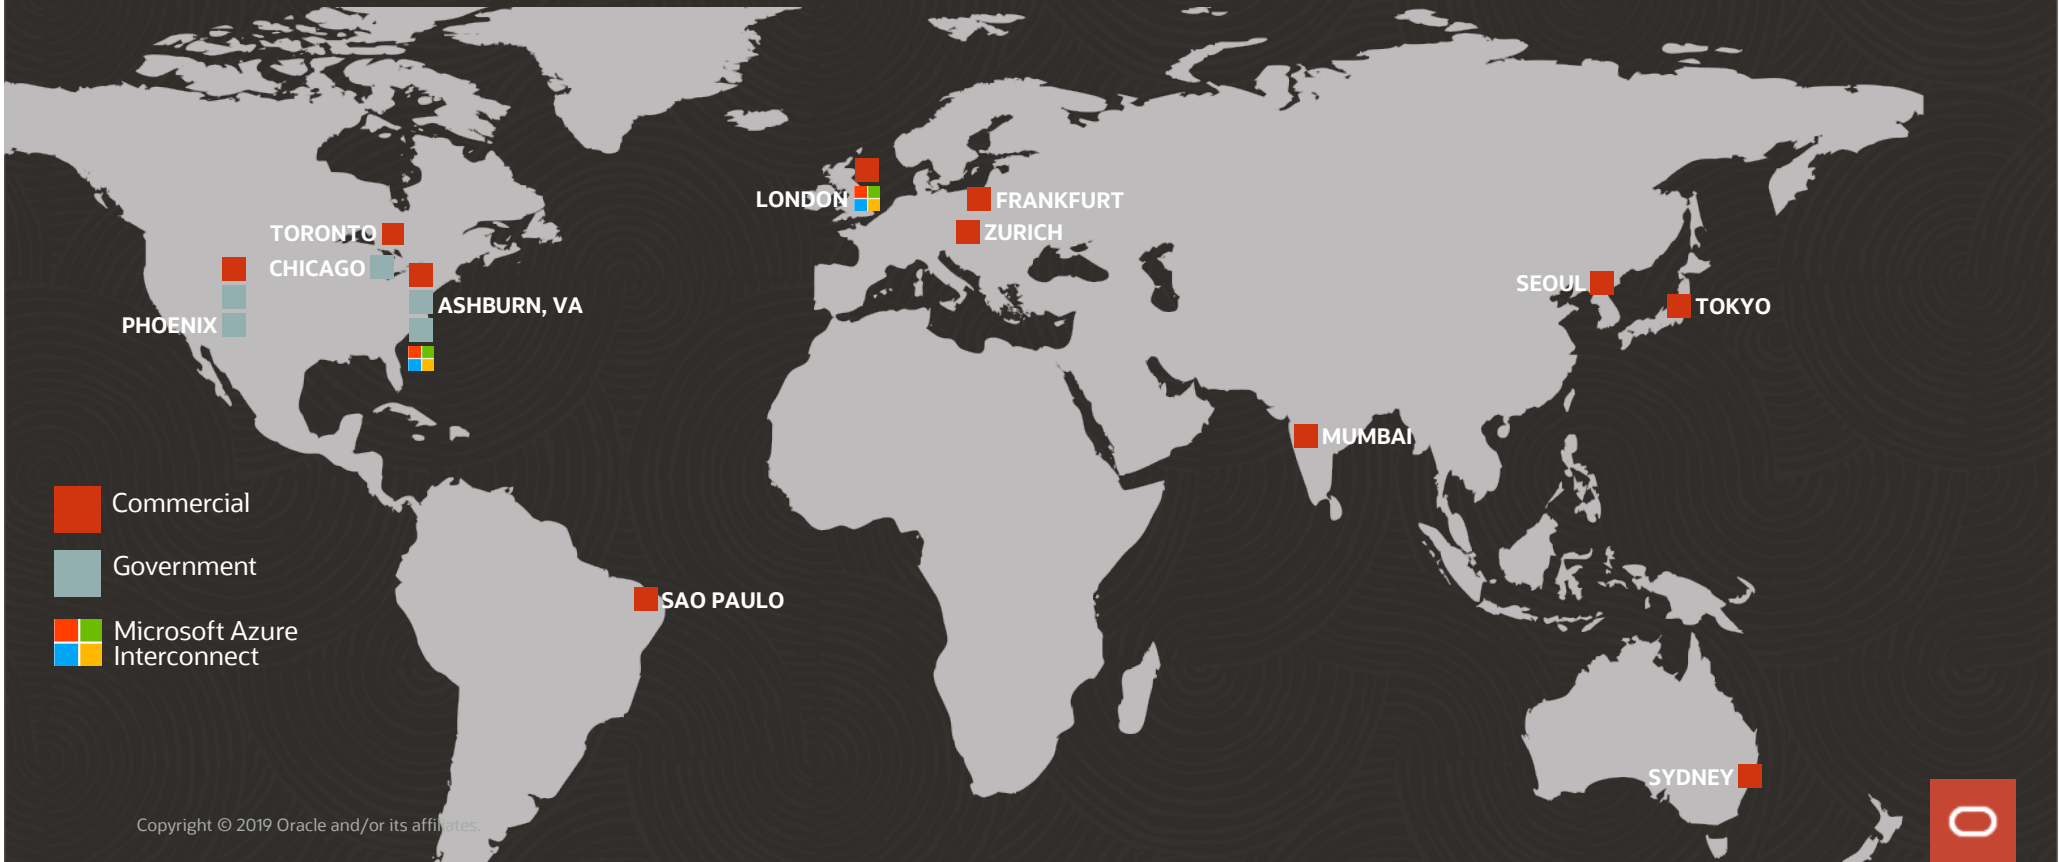 LONDON
FRANKFURT
TORONTO
ZURICH
CHICAGO
SEOUL
ASHBURN, VA
TOKYO
PHOENIX
MUMBAI
Commercial
Government
SAO PAULO
Microsoft Azure
Interconnect
SYDNEY
Copyright © 2019 Oracle and/or its affiliates.